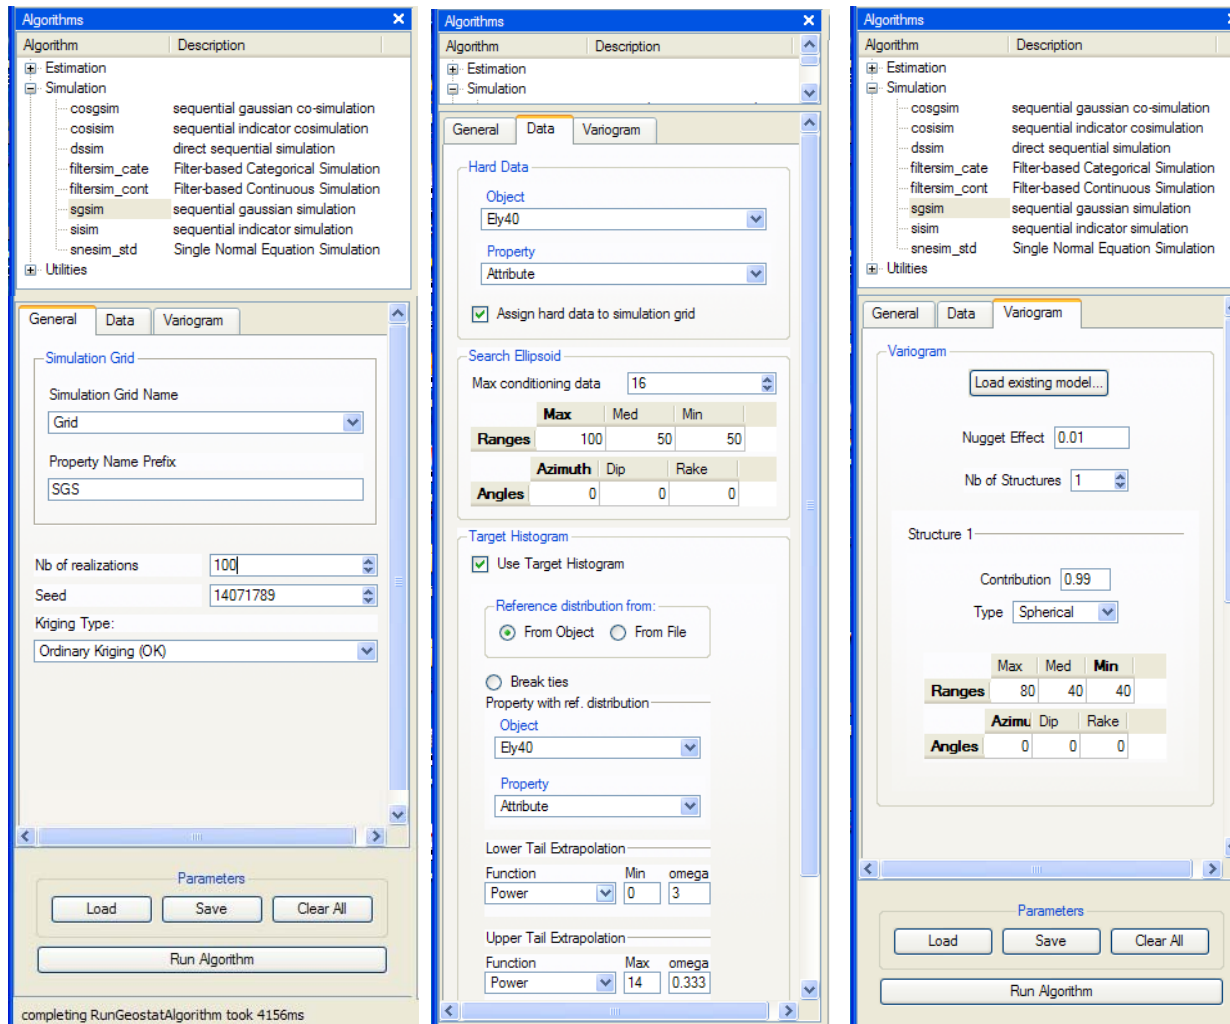 Algorithms
Algorithm Description
Estimation
Simulation
cosgsim sequential gaussian co-simulation
cosisim sequential indicator cosimulation
dssim direct sequential simulation
filtersim_cate Filter-based Categorical Simulation
filtersim_cont Filter-based Continuous Simulation
sgsim sequential gaussian simulation
sisim sequential indicator simulation
snesim_std Single Normal Equation Simulation
Utilities
General Data Variogram
Simulation Grid
Simulation Grid Name
Grid
Property Name Prefix
SGS
Nb of realizations 100
Seed 14071789
Kriging Type:
Ordinary Kriging (OK)
Parameters
Load Save Clear All
Run Algorithm
completing RunGeostatAlgorithm took 4156ms
Algorithms
Algorithm Description
Estimation
Simulation
General Data Variogram
Hard Data
Object
Ely40
Property
Attribute
Assign hard data to simulation grid
Search Ellipsoid
Max conditioning data 16
Max Med Min
Ranges 100 50 50
Azimuth Dip Rake
Angles 0 0 0
Target Histogram
Use Target Histogram
Reference distribution from:
From Object From File
Break ties
Property with ref. distribution
Object
Ely40
Property
Attribute
Lower Tail Extrapolation
Function Min omega
Power 0 3
Upper Tail Extrapolation
Function Max omega
Power 14 0.333
Algorithms
Algorithm Description
Estimation
Simulation
cosgsim sequential gaussian co-simulation
cosisim sequential indicator cosimulation
dssim direct sequential simulation
filtersim_cate Filter-based Categorical Simulation
filtersim_cont Filter-based Continuous Simulation
sgsim sequential gaussian simulation
sisim sequential indicator simulation
snesim_std Single Normal Equation Simulation
Utilities
General Data Variogram
Variogram
Load existing model...
Nugget Effect 0.01
Nb of Structures 1
Structure 1
Contribution 0.99
Type Spherical
Max Med Min
Ranges 80 40 40
Azimu Dip Rake
Angles 0 0 0
Parameters
Load Save Clear All
Run Algorithm